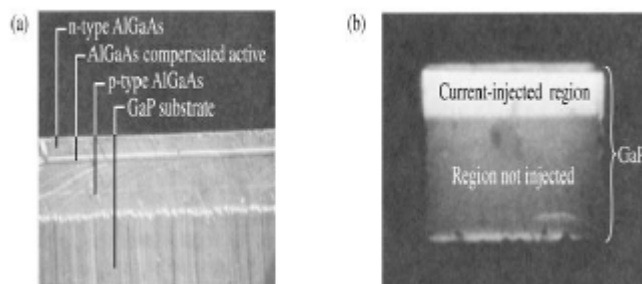 (a)
n-type AlGaAs
AlGaAs compensated active
p-type AlGaAs
GaP substrate
(b)
Current-injected region
Region not injected
GaP